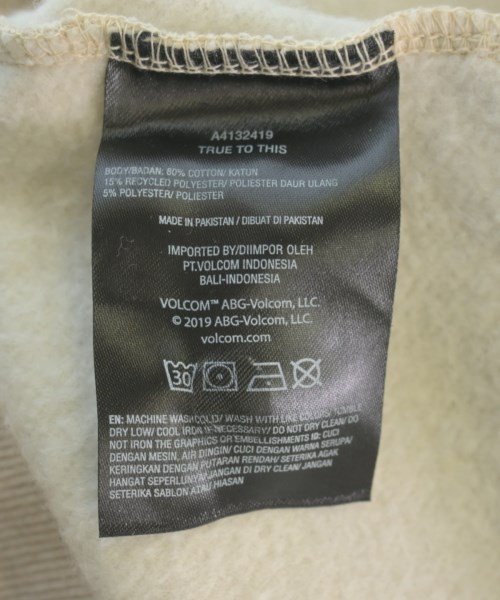 A4132419
TRUE TO THIS
BODY/BADAN: 80% COTTON/ KATUN
15% RECYCLED POLYESTER/ POLIESTER DAUR ULANG
5% POLYESTER/ POLIESTER
MADE IN PAKISTAN / DIBUAT DI PAKISTAN
IMPORTED BY/DIIMPOR OLEH
PT.VOLCOM INDONESIA
BALI-INDONESIA
VOLCOM™ ABG-Volcom, LLC.
© 2019 ABG-Volcom, LLC.
volcom.com
30
EN: MACHINE WASH COLD/ WASH WITH LIKE COLORS/ TUMBLE
DRY LOW/ COOL IRON IF NECESSARY/ DO NOT DRY CLEAN/ DO
NOT IRON THE GRAPHICS OR EMBELLISHMENTS ID: CUCI
DENGAN MESIN, AIR DINGIN/ CUCI DENGAN WARNA SERUPA/
KERINGKAN DENGAN PUTARAN RENDAH/ SETERIKA AGAK
HANGAT SEPERLUNYA/ JANGAN DI DRY CLEAN/ JANGAN
SETERIKA SABLON ATAU HIASAN